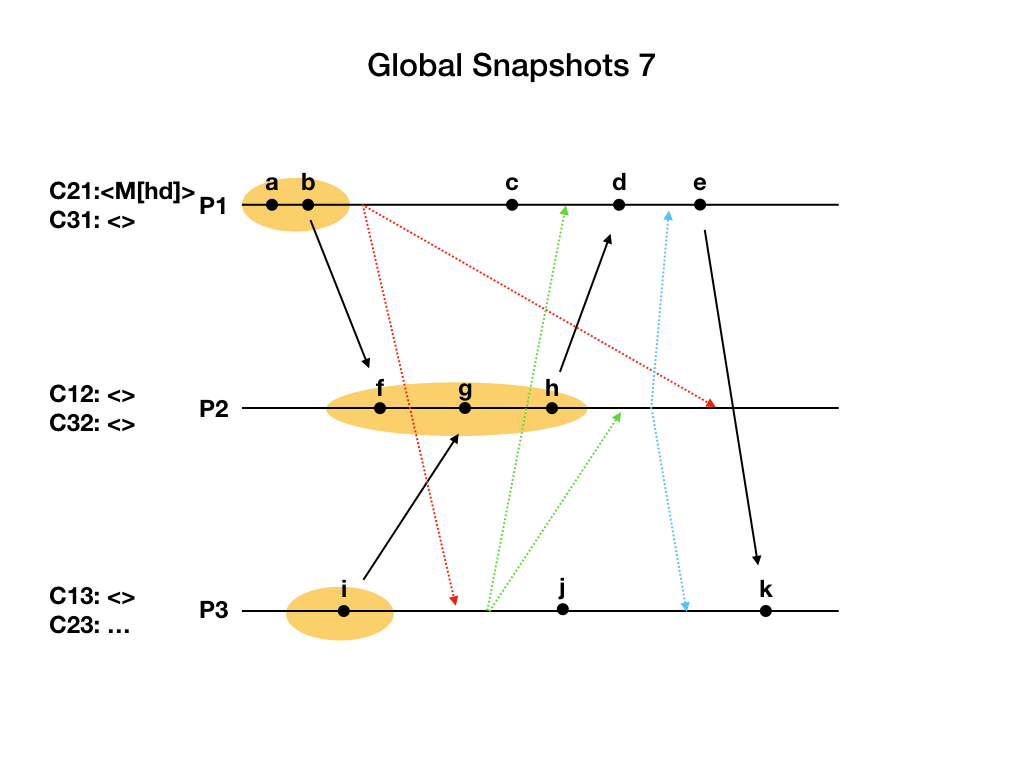 Global Snapshots 7
a b c d e
C21:<M[hd]>
P1
C31: <>
f g h
C12: <>
P2
C32: <>
i j k
C13: <>
P3
C23: ...